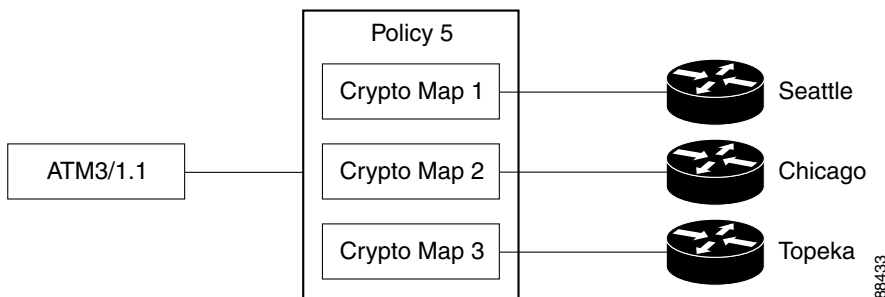 Policy 5
Crypto Map 1
Seattle
ATM3/1.1
Crypto Map 2
Chicago
Crypto Map 3
Topeka
88433